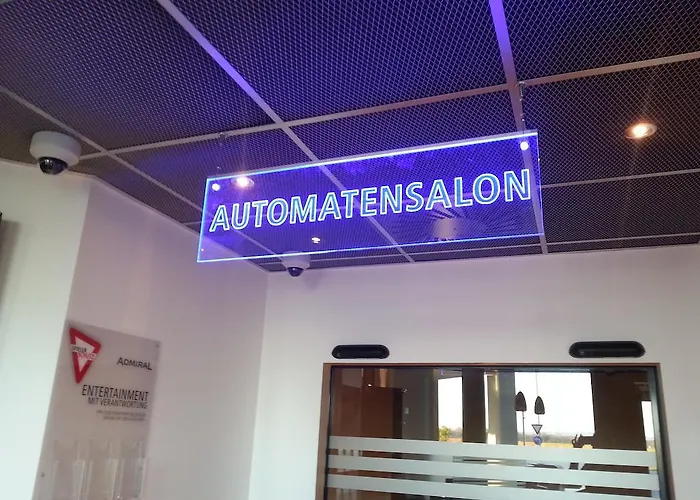 AUTOMATENSALON
ADMIRAL
ENTERTAINMENT
MIT VERANTWORTUNG